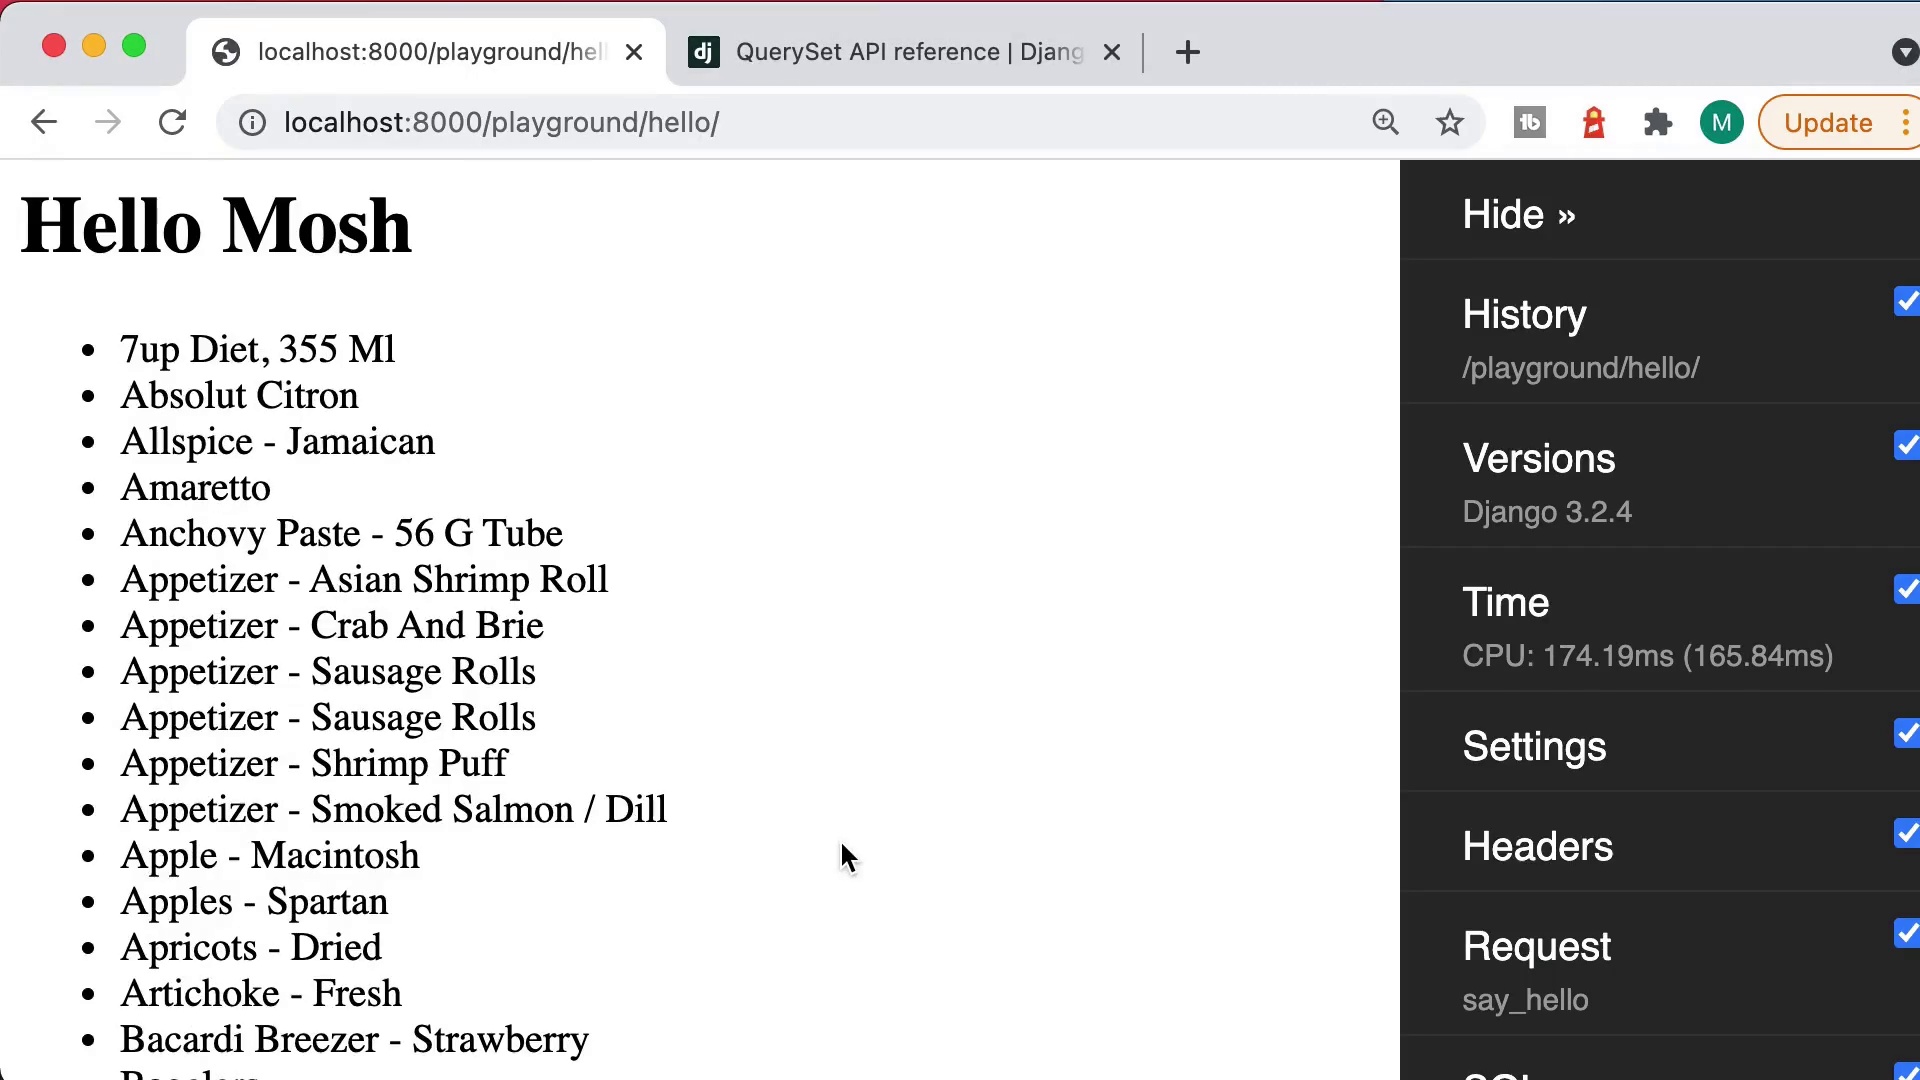 localhost:8000/playground/hel
QuerySet API reference | Djang
localhost:8000/playground/hello/
M
Update
Hello Mosh
7up Diet, 355 Ml
Absolut Citron
Allspice - Jamaican
Amaretto
Anchovy Paste - 56 G Tube
Appetizer - Asian Shrimp Roll
Appetizer - Crab And Brie
Appetizer - Sausage Rolls
Appetizer - Sausage Rolls
Appetizer - Shrimp Puff
Appetizer - Smoked Salmon / Dill
Apple - Macintosh
Apples - Spartan
Apricots - Dried
Artichoke - Fresh
Bacardi Breezer - Strawberry
Hide »
History
/playground/hello/
Versions
Django 3.2.4
Time
CPU: 174.19ms (165.84ms)
Settings
Headers
Request
say_hello